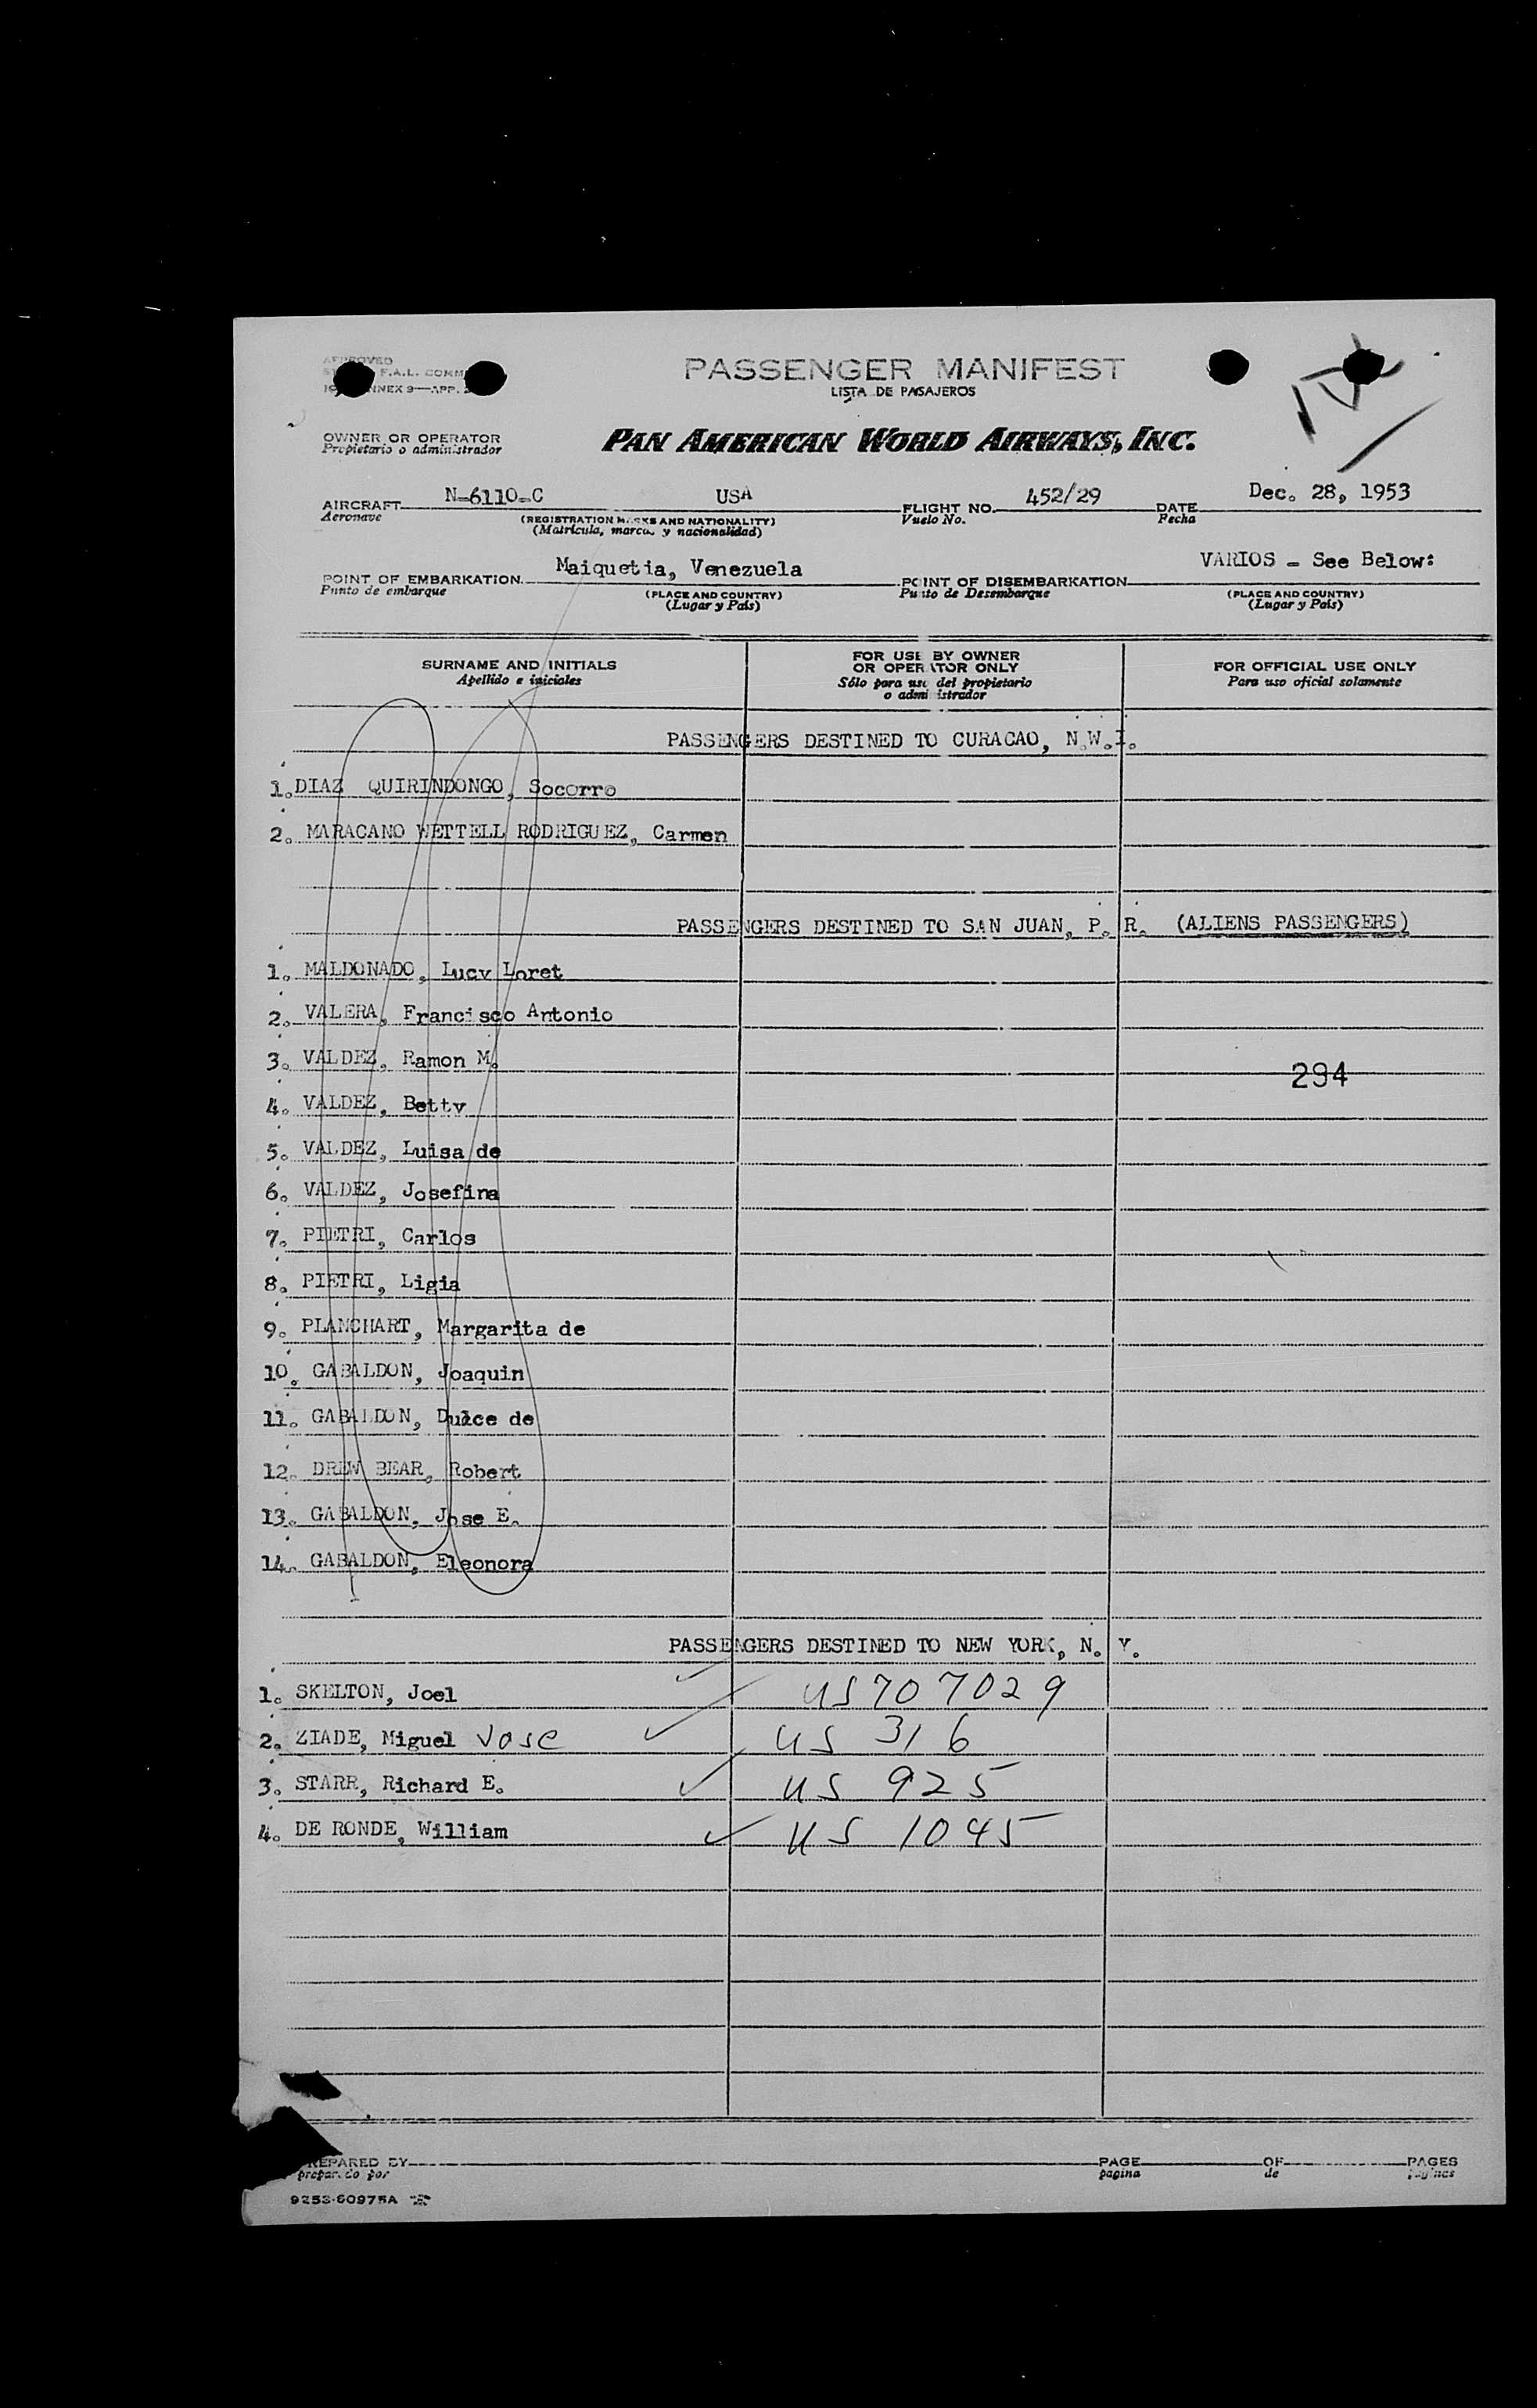 APPROVED
F.A.L. COMM
ANNEX 9—APP. 2
PASSENGER MANIFEST
LISTA DE PASAJEROS
OWNER OR OPERATOR
Propietario o administrador
PAN AMERICAN WORLD AIRWAYS, INC.
AIRCRAFT N-6110-C USA FLIGHT NO. 452/29 DATE Dec. 28, 1953
Aeronave (REGISTRATION MARKS AND NATIONALITY) Vuelo No. Fecha
(Matrícula, marca, y nacionalidad)
POINT OF EMBARKATION Maiquetia, Venezuela POINT OF DISEMBARKATION VARIOS - See Below:
Punto de embarque (PLACE AND COUNTRY) Punto de Desembarque (PLACE AND COUNTRY)
(Lugar y País) (Lugar y País)
SURNAME AND INITIALS
Apellido e iniciales
FOR USE BY OWNER
OR OPERATOR ONLY
Sólo para uso del propietario
o administrador
FOR OFFICIAL USE ONLY
Para uso oficial solamente
PASSENGERS DESTINED TO CURACAO, N.W.I.
1. DIAZ QUIRINDONGO, Socorro
2. MARACANO WETTELL RODRIGUEZ, Carmen
PASSENGERS DESTINED TO SAN JUAN, P. R. (ALIENS PASSENGERS)
1. MALDONADO, Lucy Loret
2. VALERA, Francisco Antonio
3. VALDEZ, Ramon M.
294
4. VALDEZ, Betty
5. VALDEZ, Luisa de
6. VALDEZ, Josefina
7. PIETRI, Carlos
8. PIETRI, Ligia
9. PLANCHART, Margarita de
10. GABALDON, Joaquin
11. GABALDON, Dulce de
12. DREW BEAR, Robert
13. GABALDON, Jose E.
14. GABALDON, Eleonora
PASSENGERS DESTINED TO NEW YORK, N. Y.
1. SKELTON, Joel US707029
2. ZIADE, Miguel Jose US 316
3. STARR, Richard E. US 925
4. DE RONDE, William US 1045
PREPARED BY PAGE OF PAGES
preparado por pagina de paginas
9253-60975A